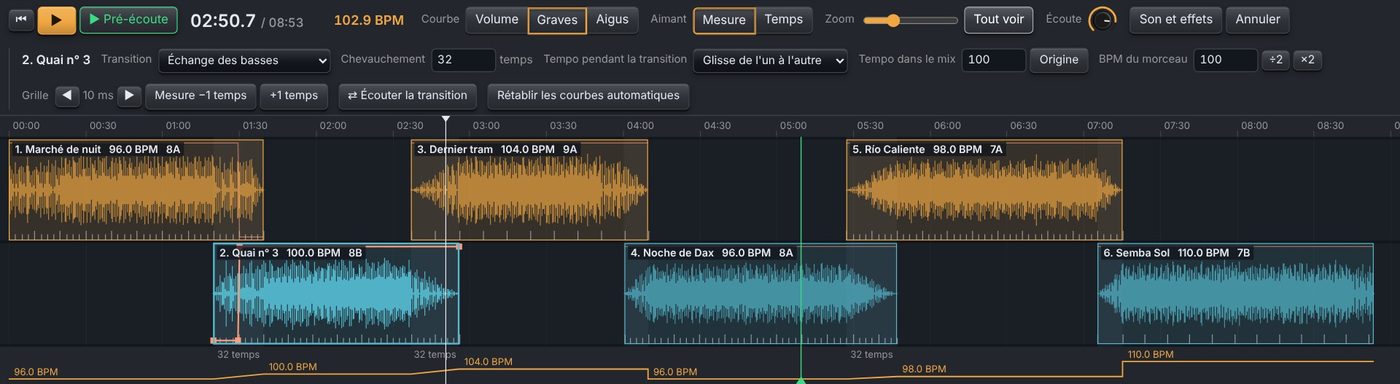 Pré-écoute 02:50.7 / 08:53 102.9 BPM Courbe Volume Graves Aigus Aimant Mesure Temps Zoom Tout voir Écoute Son et effets Annuler
2. Quai n° 3 Transition Échange des basses Chevauchement 32 temps Tempo pendant la transition Glisse de l'un à l'autre Tempo dans le mix 100 Origine BPM du morceau 100 ÷2 ×2
Grille ◀ 10 ms ▶ Mesure −1 temps +1 temps ⇄ Écouter la transition Rétablir les courbes automatiques
00:00 00:30 01:00 01:30 02:00 02:30 03:00 03:30 04:00 04:30 05:00 05:30 06:00 06:30 07:00 07:30 08:00 08:30
1. Marché de nuit 96.0 BPM 8A 3. Dernier tram 104.0 BPM 9A 5. Río Caliente 98.0 BPM 7A
2. Quai n° 3 100.0 BPM 8B 4. Noche de Dax 96.0 BPM 8A 6. Semba Sol 110.0 BPM 7B
32 temps 32 temps 32 temps
96.0 BPM 100.0 BPM 104.0 BPM 96.0 BPM 98.0 BPM 110.0 BPM